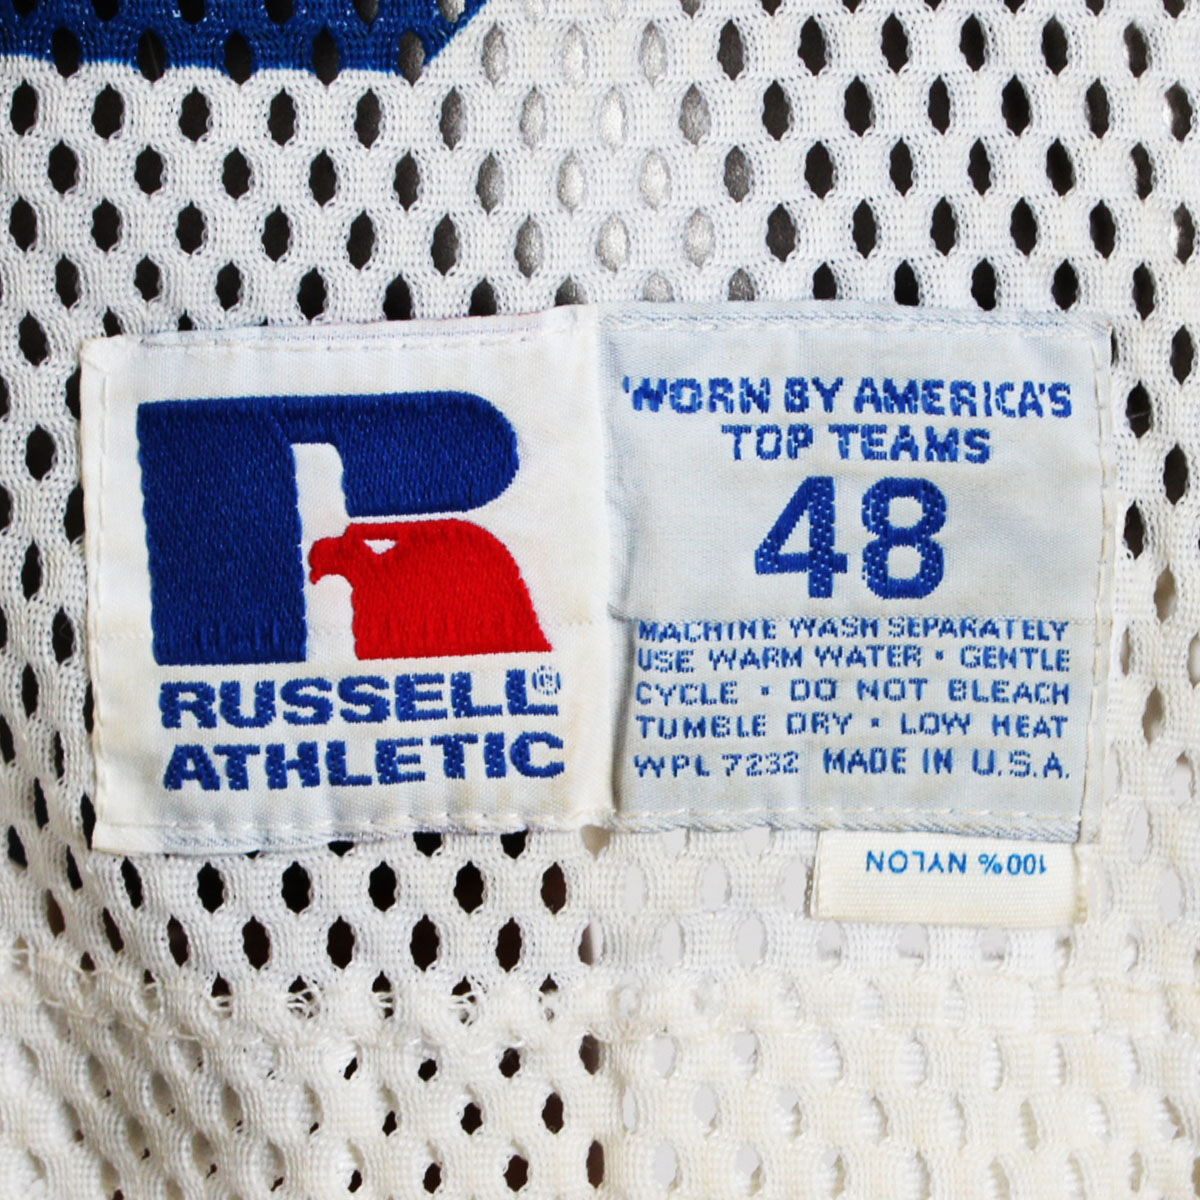 R
RUSSELL®
ATHLETIC
WORN BY AMERICA'S
TOP TEAMS
48
MACHINE WASH SEPARATELY
USE WARM WATER • GENTLE
CYCLE • DO NOT BLEACH
TUMBLE DRY • LOW HEAT
WPL 7232 MADE IN U.S.A.
100% NYLON